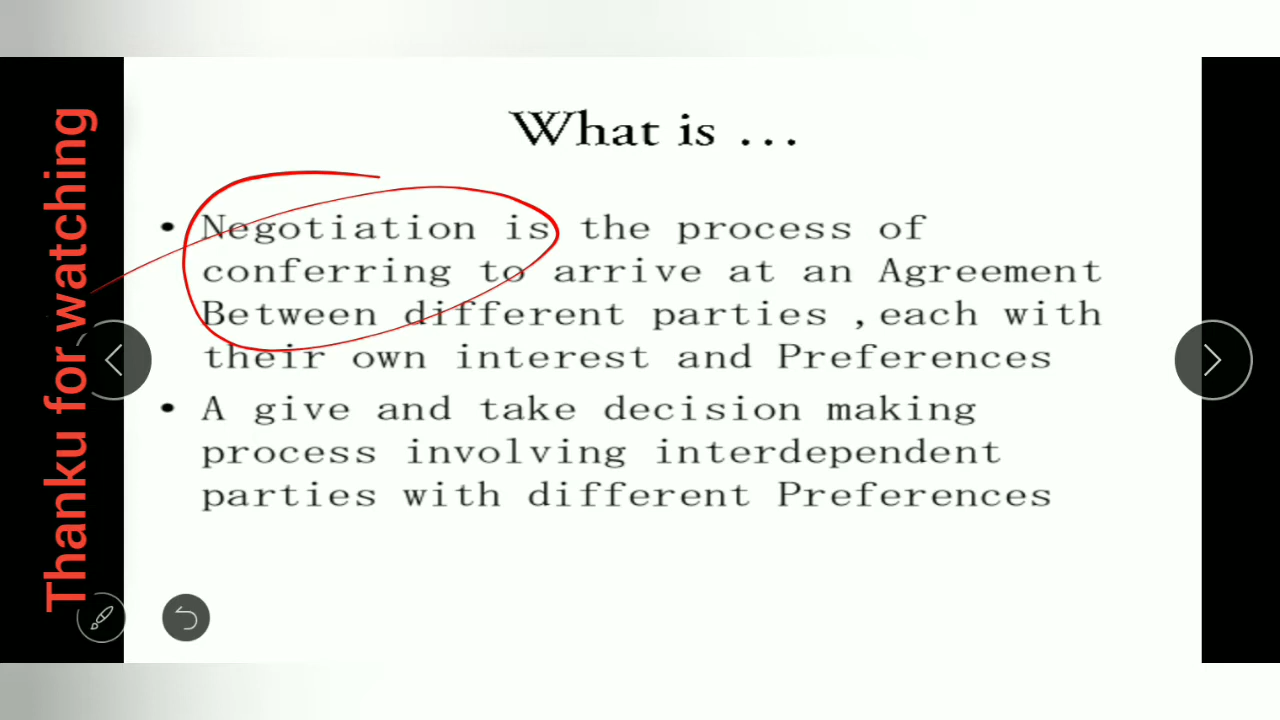 What is ...
• Negotiation is the process of
conferring to arrive at an Agreement
Between different parties ,each with
their own interest and Preferences
• A give and take decision making
process involving interdependent
parties with different Preferences
Thanku for watching